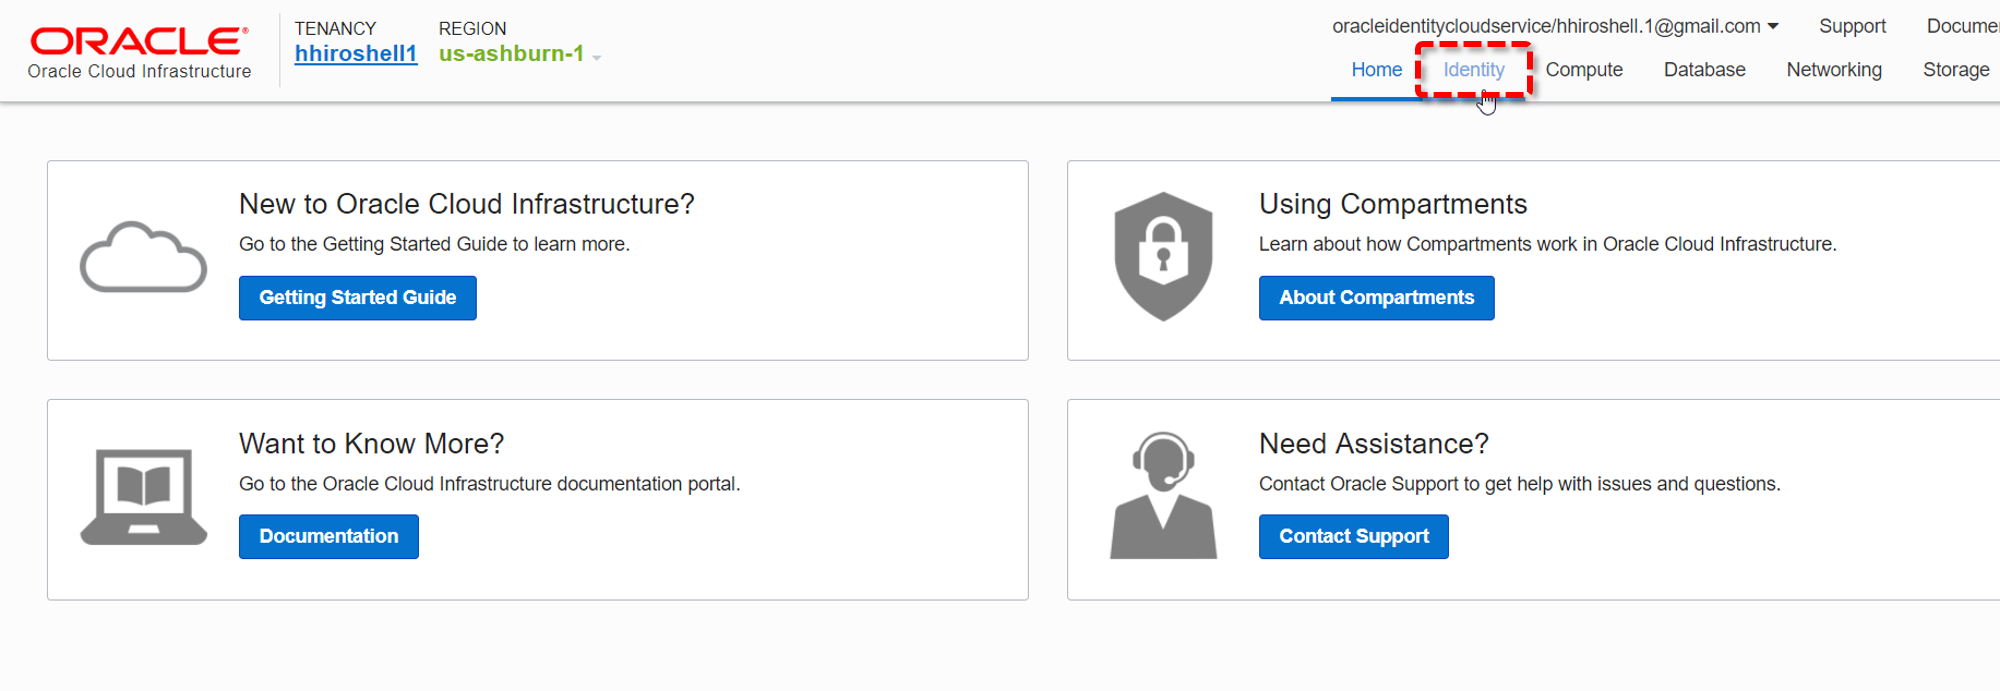 ORACLE®
Oracle Cloud Infrastructure
TENANCY
hhiroshell1
REGION
us-ashburn-1
oracleidentitycloudservice/hhiroshell.1@gmail.com
Support
Docume
Home
Identity
Compute
Database
Networking
Storage
New to Oracle Cloud Infrastructure?
Go to the Getting Started Guide to learn more.
Getting Started Guide
Using Compartments
Learn about how Compartments work in Oracle Cloud Infrastructure.
About Compartments
Want to Know More?
Go to the Oracle Cloud Infrastructure documentation portal.
Documentation
Need Assistance?
Contact Oracle Support to get help with issues and questions.
Contact Support